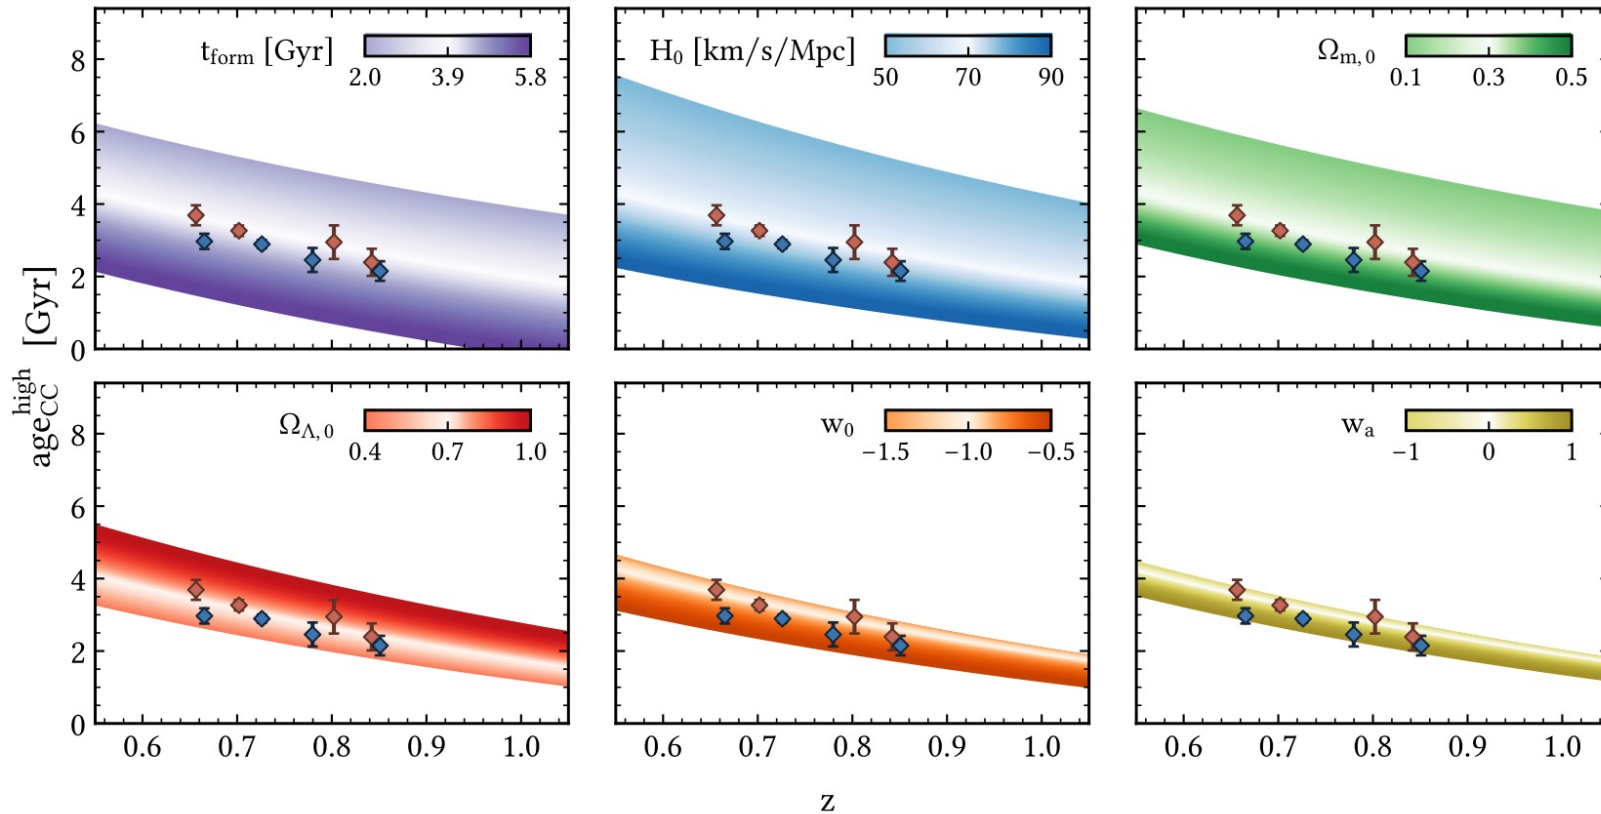 t_form [Gyr]
2.0 3.9 5.8
H_0 [km/s/Mpc]
50 70 90
Ω_m,0
0.1 0.3 0.5
8
6
4
2
0
Ω_Λ,0
0.4 0.7 1.0
w_0
−1.5 −1.0 −0.5
w_a
−1 0 1
8
6
4
2
0
age_CC^high [Gyr]
0.6 0.7 0.8 0.9 1.0
0.6 0.7 0.8 0.9 1.0
0.6 0.7 0.8 0.9 1.0
z